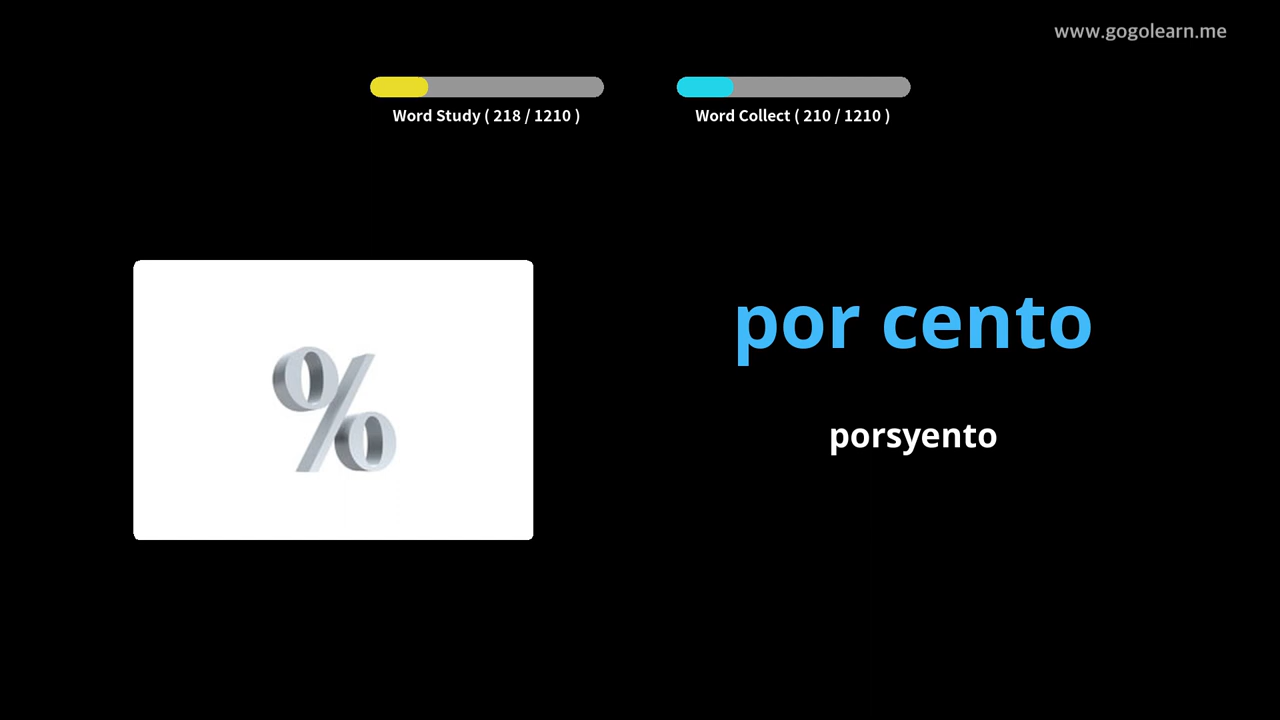 www.gogolearn.me
Word Study ( 218 / 1210 )
Word Collect ( 210 / 1210 )
%
por cento
porsyento